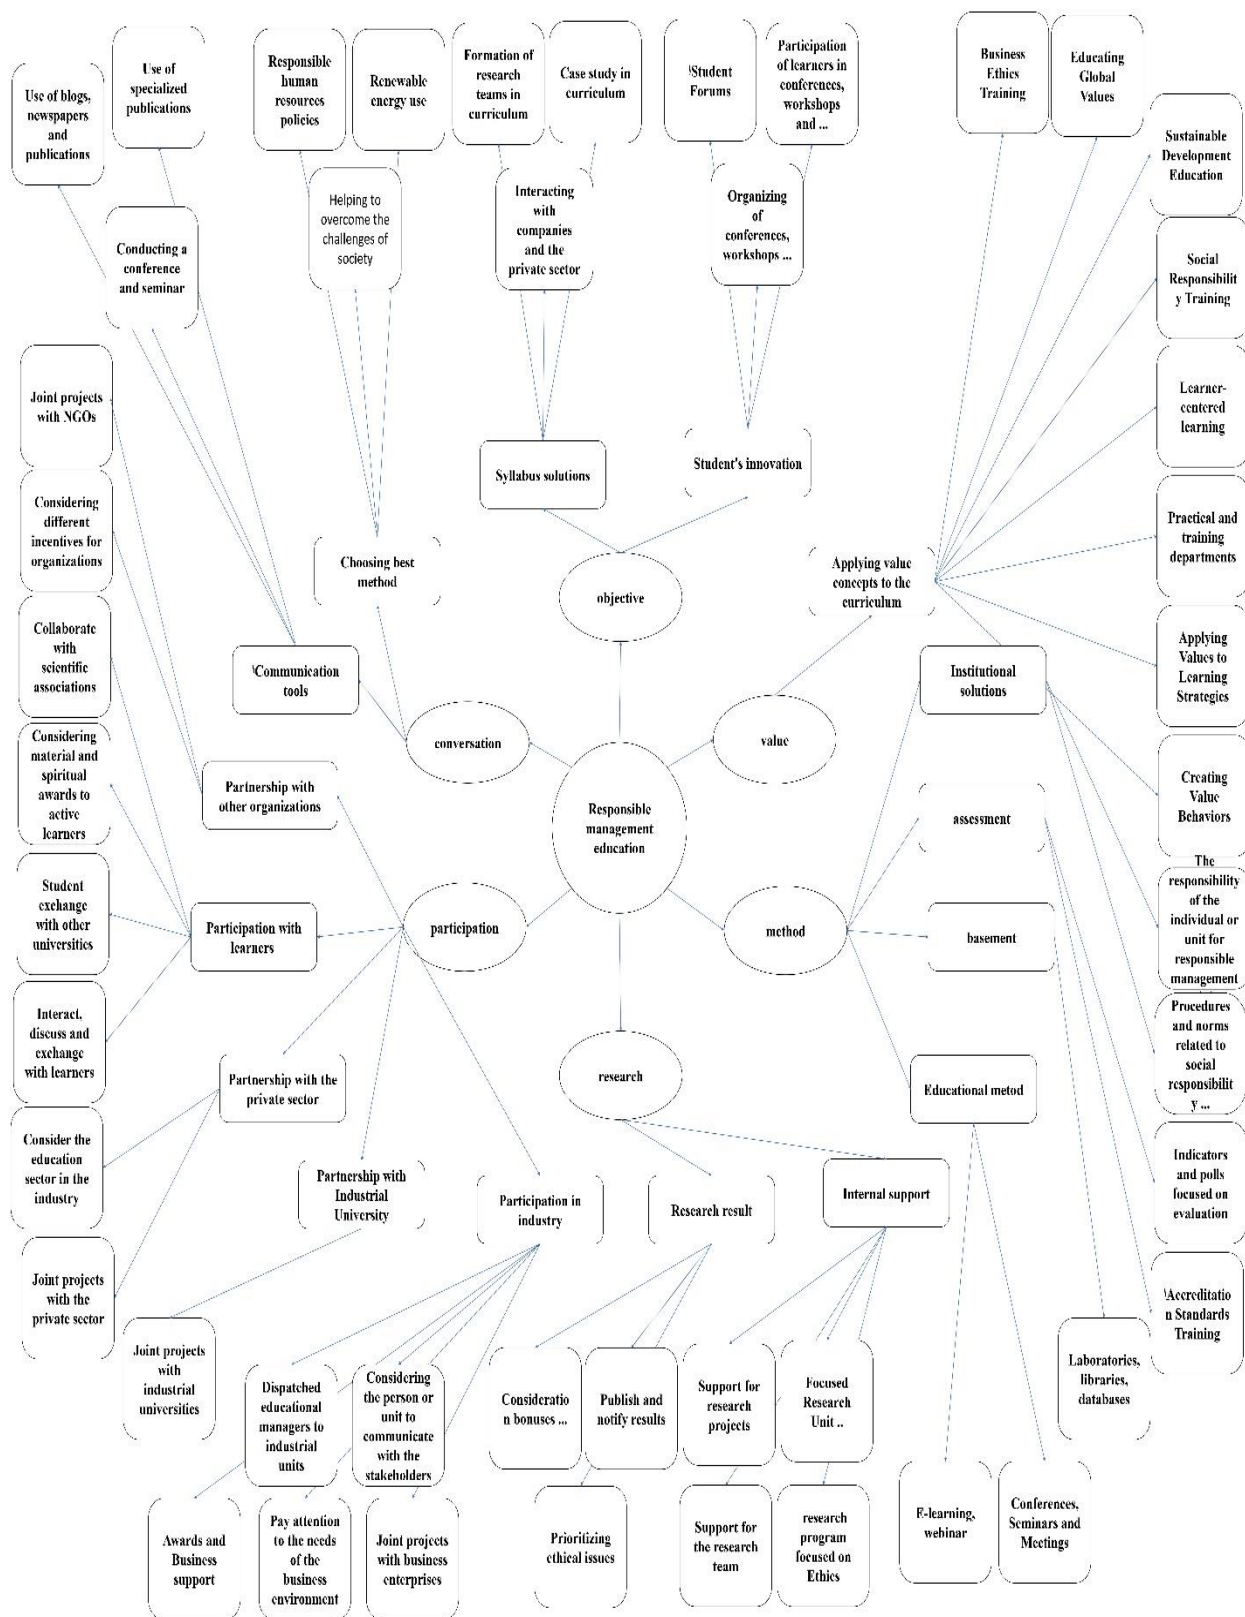 Use of blogs,
newspapers
and
publications
Use of
specialized
publications
Responsible
human
resources
policies
Renewable
energy use
Formation of
research
teams in
curriculum
Case study in
curriculum
\Student
Forums
Participation
of learners in
conferences,
workshops
and ...
Business
Ethics
Training
Educating
Global
Values
Sustainable
Development
Education
Conducting a
conference
and seminar
Helping to
overcome the
challenges of
society
Interacting
with
companies
and the
private sector
Organizing
of
conferences,
workshops ...
Social
Responsibilit
y Training
Joint projects
with NGOs
Learner-
centered
learning
Syllabus solutions
Student's innovation
Considering
different
incentives for
organizations
Choosing best
method
objective
Applying value
concepts to the
curriculum
Practical and
training
departments
Collaborate
with
scientific
associations
\Communication
tools
Institutional
solutions
Applying
Values to
Learning
Strategies
conversation
value
Considering
material and
spiritual
awards to
active
learners
Partnership with
other organizations
Responsible
management
education
assessment
Creating
Value
Behaviors
Student
exchange with
other
universities
Participation with
learners
participation
method
basement
The
responsibility
of the
individual or
unit for
responsible
management
Interact,
discuss and
exchange
with learners
Partnership with the
private sector
research
Educational metod
Procedures
and norms
related to
social
responsibilit
y ...
Consider the
education
sector in the
industry
Partnership with
Industrial
University
Participation in
industry
Research result
Internal support
Indicators
and polls
focused on
evaluation
Joint projects
with the
private sector
\Accreditatio
n Standards
Training
Joint projects
with
industrial
universities
Dispatched
educational
managers to
industrial
units
Considering
the person or
unit to
communicate
with the
stakeholders
Consideratio
n bonuses ...
Publish and
notify results
Support for
research
projects
Focused
Research
Unit ..
Laboratories,
libraries,
databases
Awards and
Business
support
Pay attention
to the needs
of the
business
environment
Joint projects
with business
enterprises
Prioritizing
ethical issues
Support for
the research
team
research
program
focused on
Ethics
E-learning,
webinar
Conferences,
Seminars and
Meetings